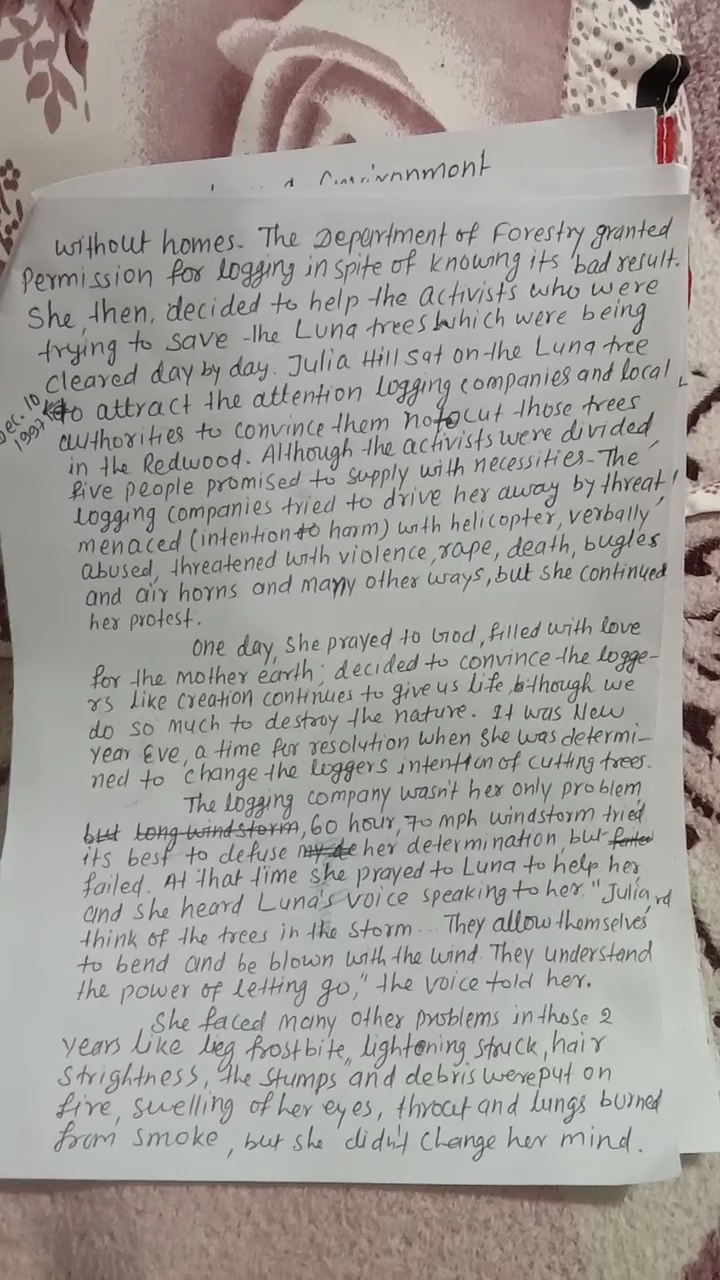 Environment
without homes. The Department of Forestry granted
Permission for logging in spite of knowing its bad result.
She, then, decided to help the activists who were
trying to save the Luna trees which were being
cleared day by day. Julia Hill sat on the Luna tree
Dec. 10
1997
to attract the attention logging companies and local
authorities to convince them not to cut those trees
in the Redwood. Although the activists were divided,
five people promised to supply with necessities. The
logging companies tried to drive her away by threat,
menaced (intention to harm) with helicopter, verbally
abused, threatened with violence, rape, death, bugles
and air horns and many other ways, but she continued
her protest.
One day, she prayed to God, filled with love
for the mother earth; decided to convince the logge-
rs like creation continues to give us life though we
do so much to destroy the nature. It was New
Year Eve, a time for resolution when she was determi-
ned to change the loggers intention of cutting trees.
The logging company wasn't her only problem,
but long windstorm, 60 hour, 70 mph windstorm tried
its best to defuse her determination, but failed
failed. At that time she prayed to Luna to help her
and she heard Luna's voice speaking to her. "Julia,
think of the trees in the storm... They allow themselves
to bend and be blown with the wind. They understand
the power of letting go," the voice told her.
She faced many other problems in those 2
years like leg frostbite, lightening struck, hair
strightness, the stumps and debris were put on
fire, swelling of her eyes, throat and lungs burned
from smoke, but she didn't change her mind.